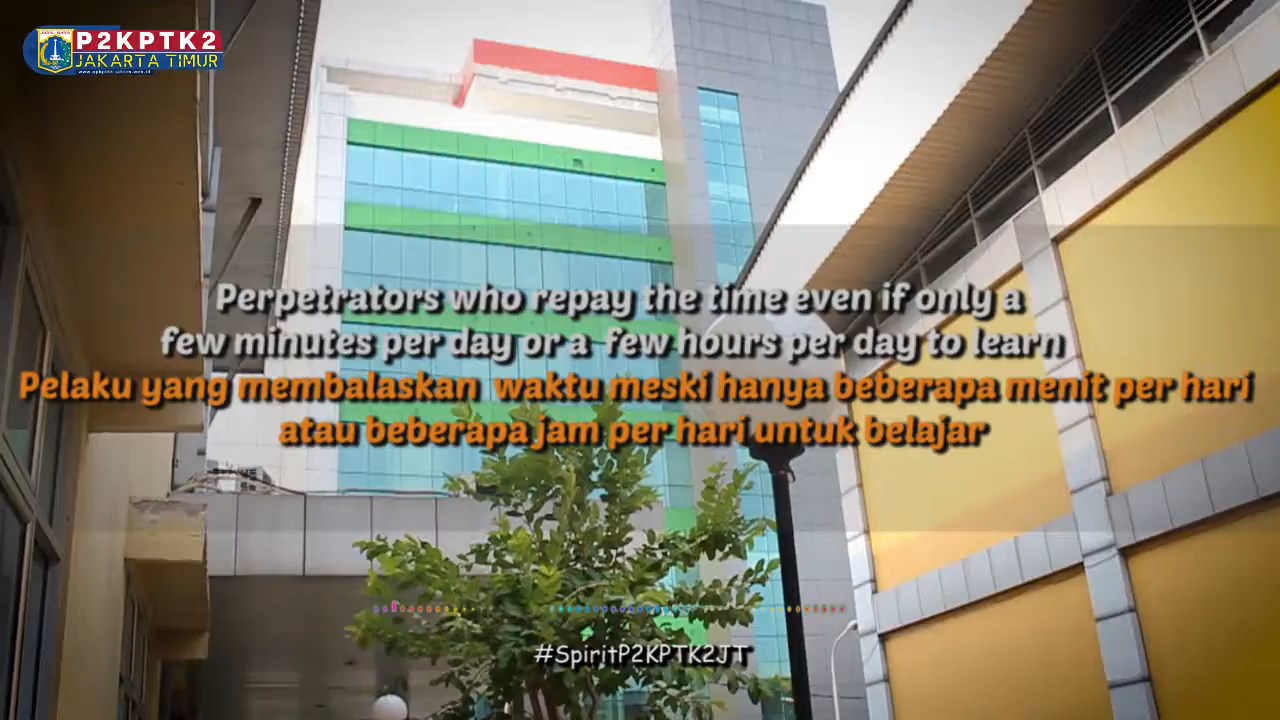 JAYA RAYA
P2KPTK2
JAKARTA TIMUR
Perpetrators who repay the time even if only a
few minutes per day or a few hours per day to learn
Pelaku yang membalaskan waktu meski hanya beberapa menit per hari
atau beberapa jam per hari untuk belajar
#SpiritP2KPTK2JT